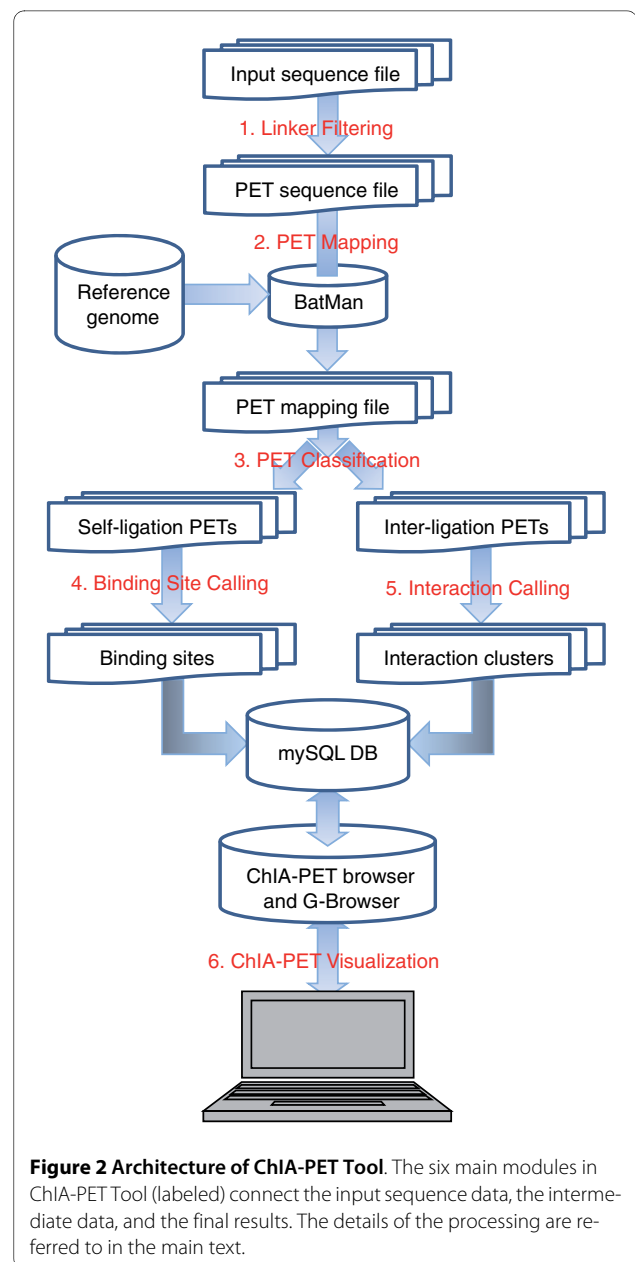 Input sequence file
1. Linker Filtering
PET sequence file
2. PET Mapping
Reference
genome
BatMan
PET mapping file
3. PET Classification
Self-ligation PETs
Inter-ligation PETs
4. Binding Site Calling
5. Interaction Calling
Binding sites
Interaction clusters
mySQL DB
ChIA-PET browser
and G-Browser
6. ChIA-PET Visualization
Figure 2 Architecture of ChIA-PET Tool. The six main modules in
ChIA-PET Tool (labeled) connect the input sequence data, the interme-
diate data, and the final results. The details of the processing are re-
ferred to in the main text.